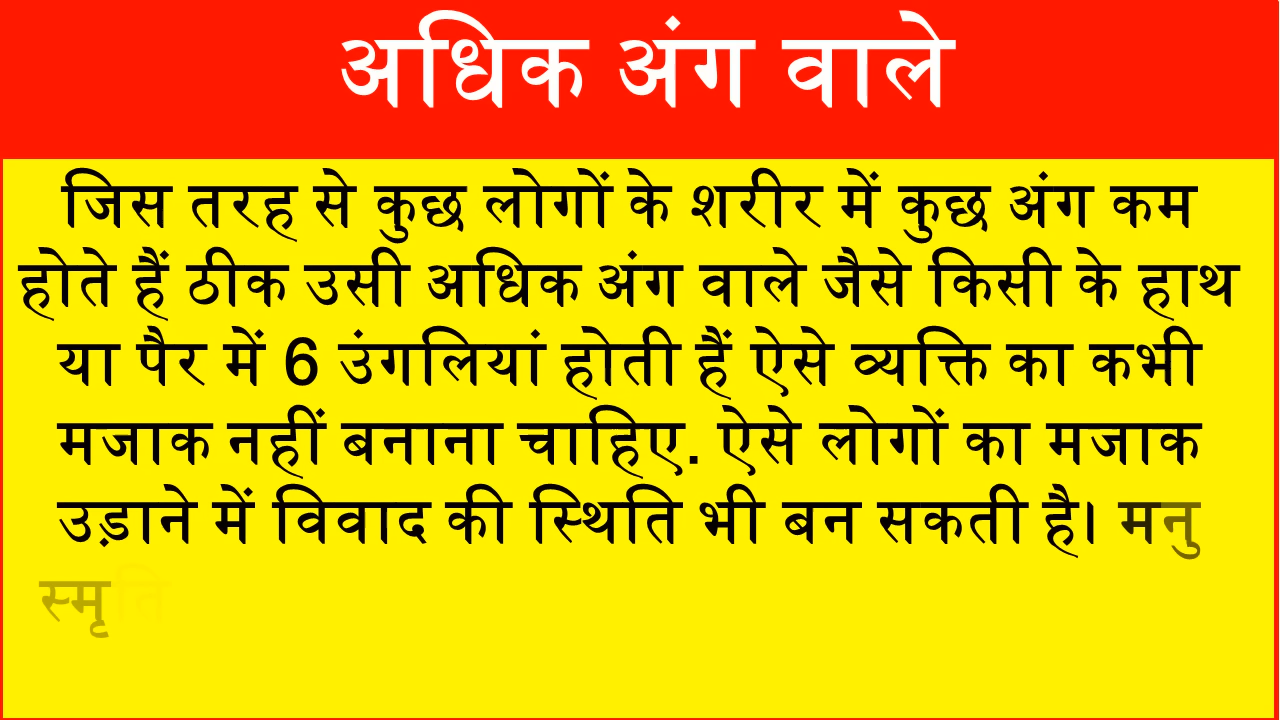 अधिक अंग वाले
जिस तरह से कुछ लोगों के शरीर में कुछ अंग कम
होते हैं ठीक उसी अधिक अंग वाले जैसे किसी के हाथ
या पैर में 6 उंगलियां होती हैं ऐसे व्यक्ति का कभी
मजाक नहीं बनाना चाहिए. ऐसे लोगों का मजाक
उड़ाने में विवाद की स्थिति भी बन सकती है। मनु
स्मृति